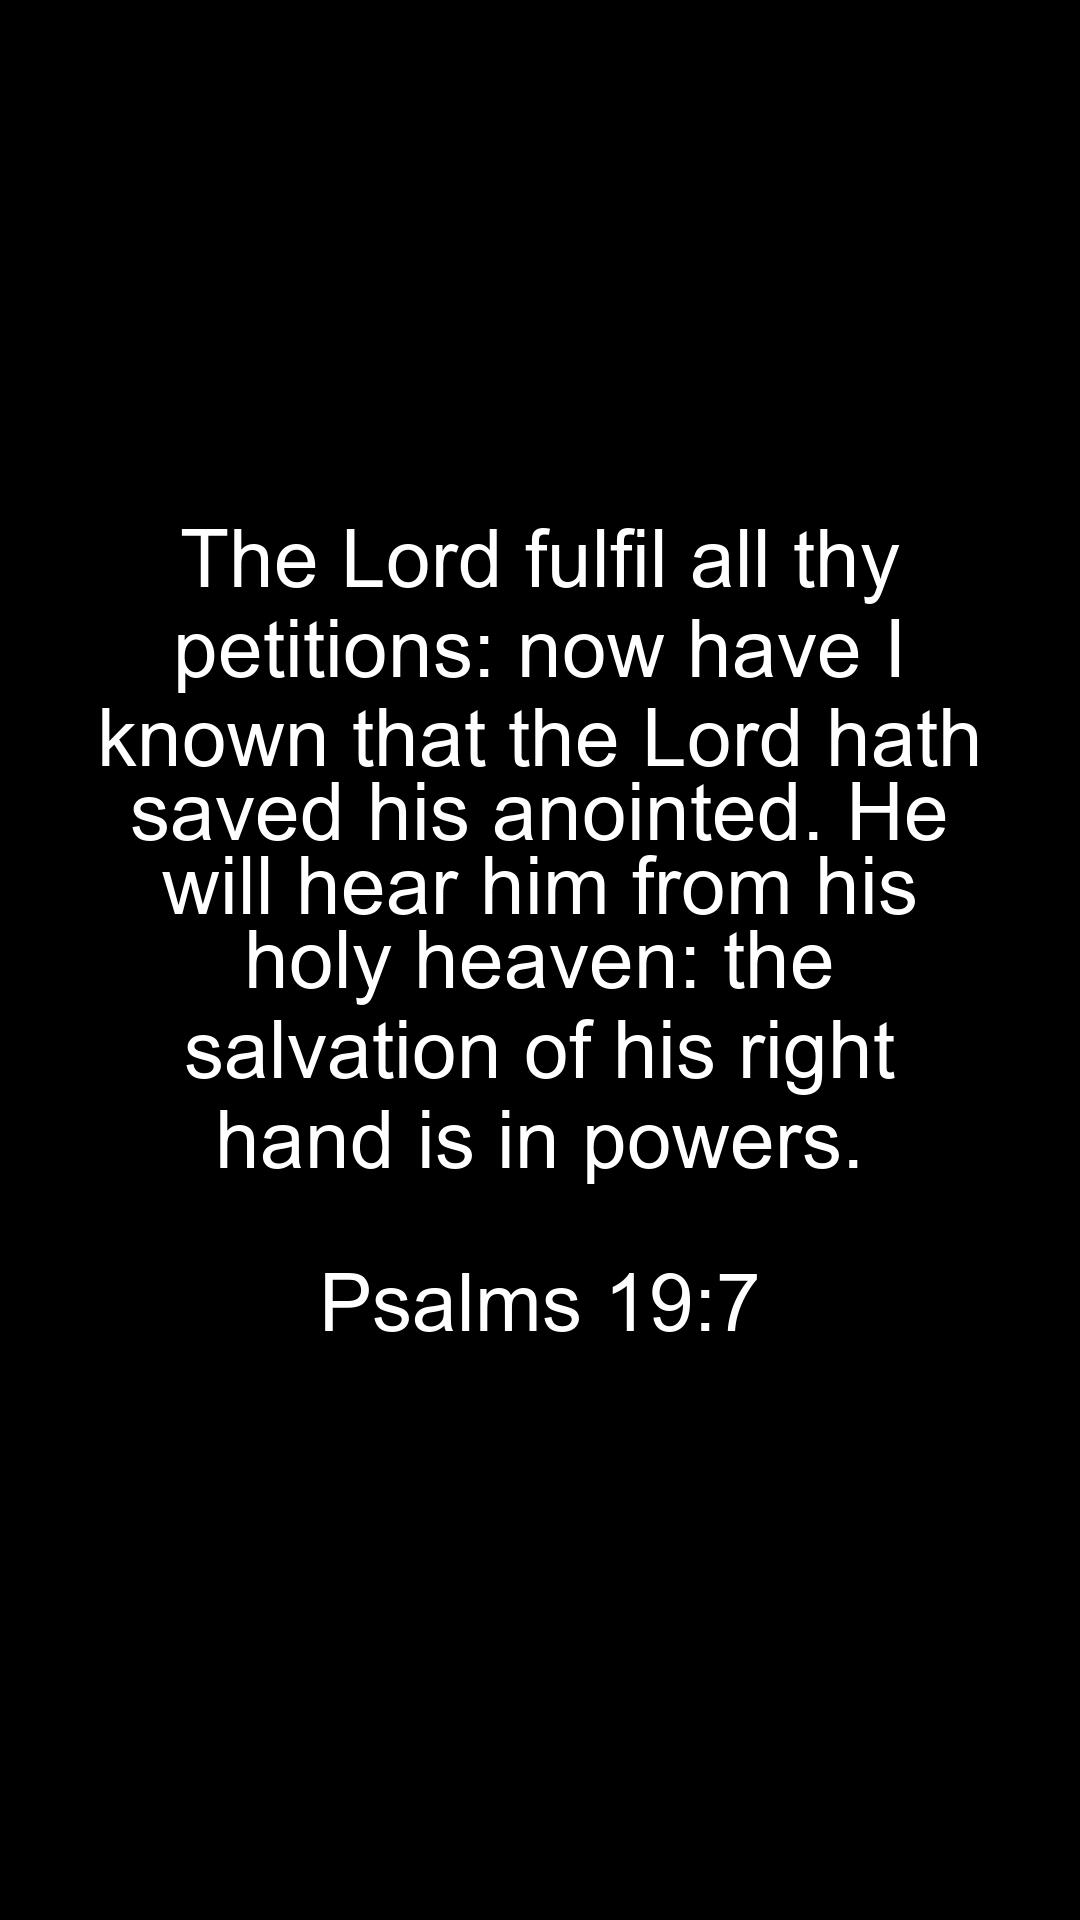 The Lord fulfil all thy
petitions: now have I
known that the Lord hath
saved his anointed. He
will hear him from his
holy heaven: the
salvation of his right
hand is in powers.
Psalms 19:7